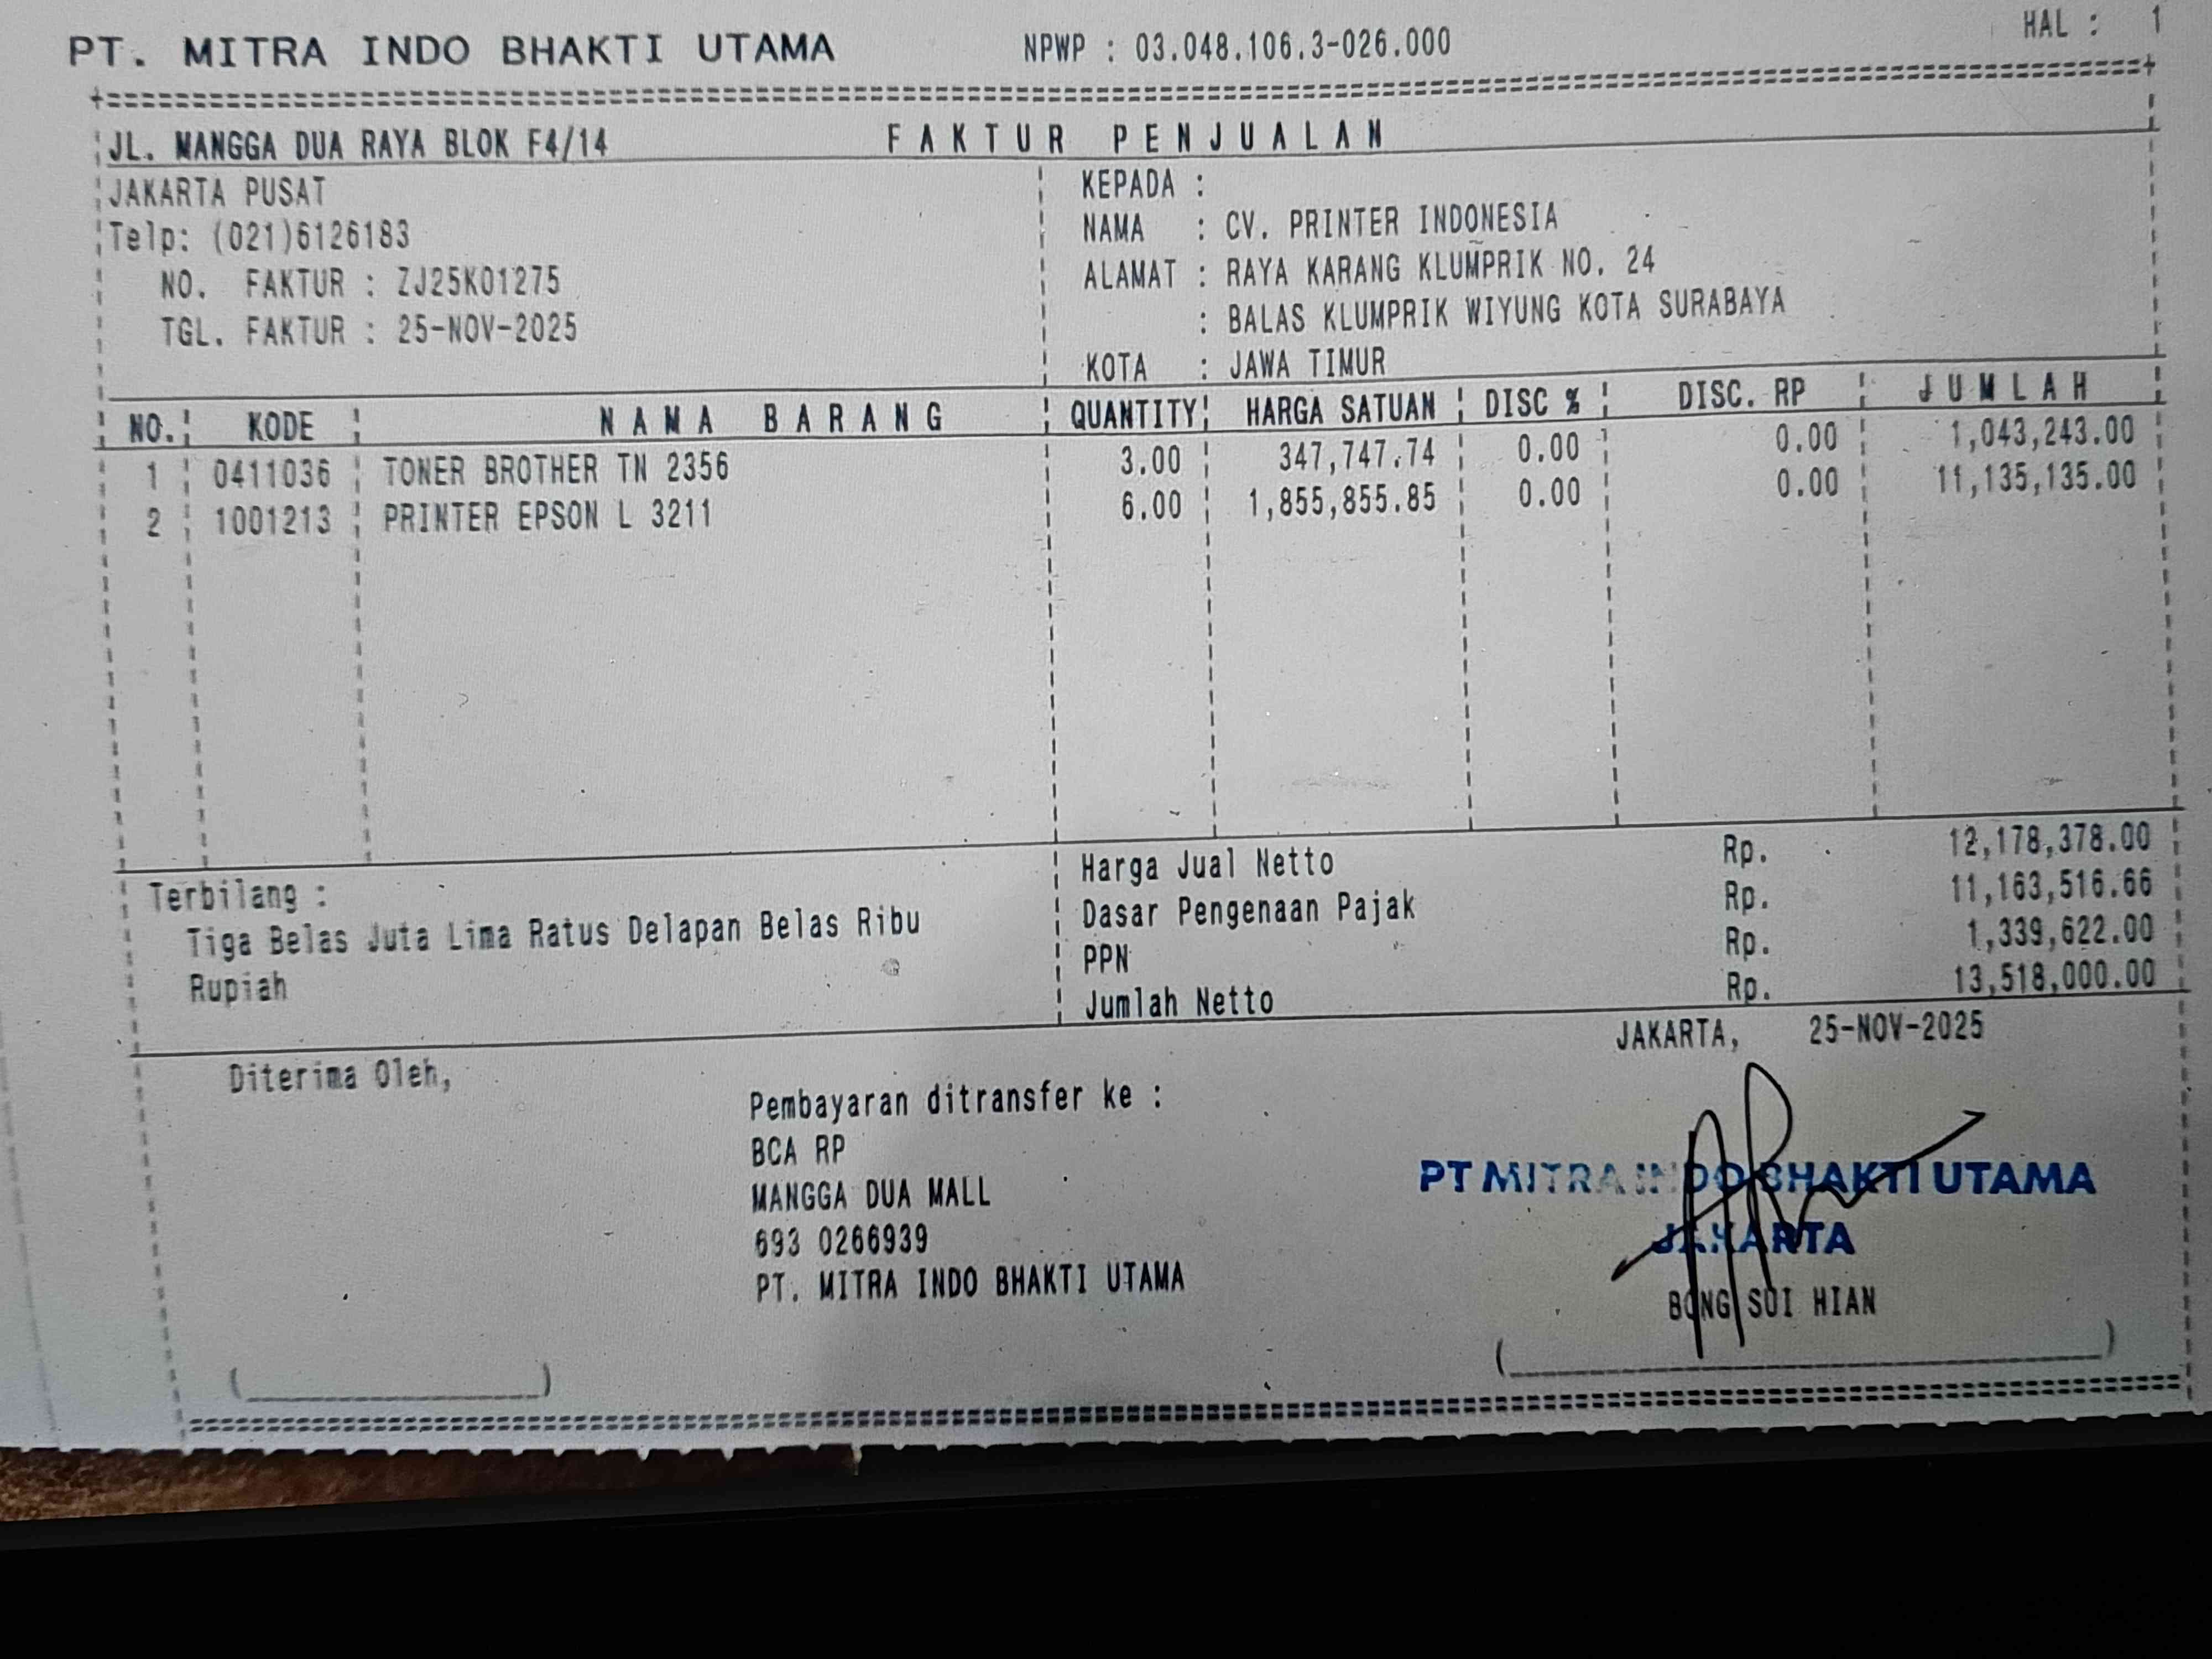 PT. MITRA INDO BHAKTI UTAMA NPWP : 03.048.106.3-026.000 HAL : 1
JL. MANGGA DUA RAYA BLOK F4/14 FAKTUR PENJUALAN
JAKARTA PUSAT
Telp: (021)6126183
NO. FAKTUR : ZJ25K01275
TGL. FAKTUR : 25-NOV-2025
KEPADA :
NAMA : CV. PRINTER INDONESIA
ALAMAT : RAYA KARANG KLUMPRIK NO. 24
: BALAS KLUMPRIK WIYUNG KOTA SURABAYA
KOTA : JAWA TIMUR
NO. KODE NAMA BARANG QUANTITY HARGA SATUAN DISC % DISC. RP JUMLAH
1 0411036 TONER BROTHER TN 2356 3.00 347,747.74 0.00 0.00 1,043,243.00
2 1001213 PRINTER EPSON L 3211 6.00 1,855,855.85 0.00 0.00 11,135,135.00
Terbilang :
Tiga Belas Juta Lima Ratus Delapan Belas Ribu
Rupiah
Harga Jual Netto Rp. 12,178,378.00
Dasar Pengenaan Pajak Rp. 11,163,516.66
PPN Rp. 1,339,622.00
Jumlah Netto Rp. 13,518,000.00
JAKARTA, 25-NOV-2025
Diterima Oleh,
Pembayaran ditransfer ke :
BCA RP
MANGGA DUA MALL
693 0266939
PT. MITRA INDO BHAKTI UTAMA
PT MITRA INDO BHAKTI UTAMA
JAKARTA
BONG SUI HIAN